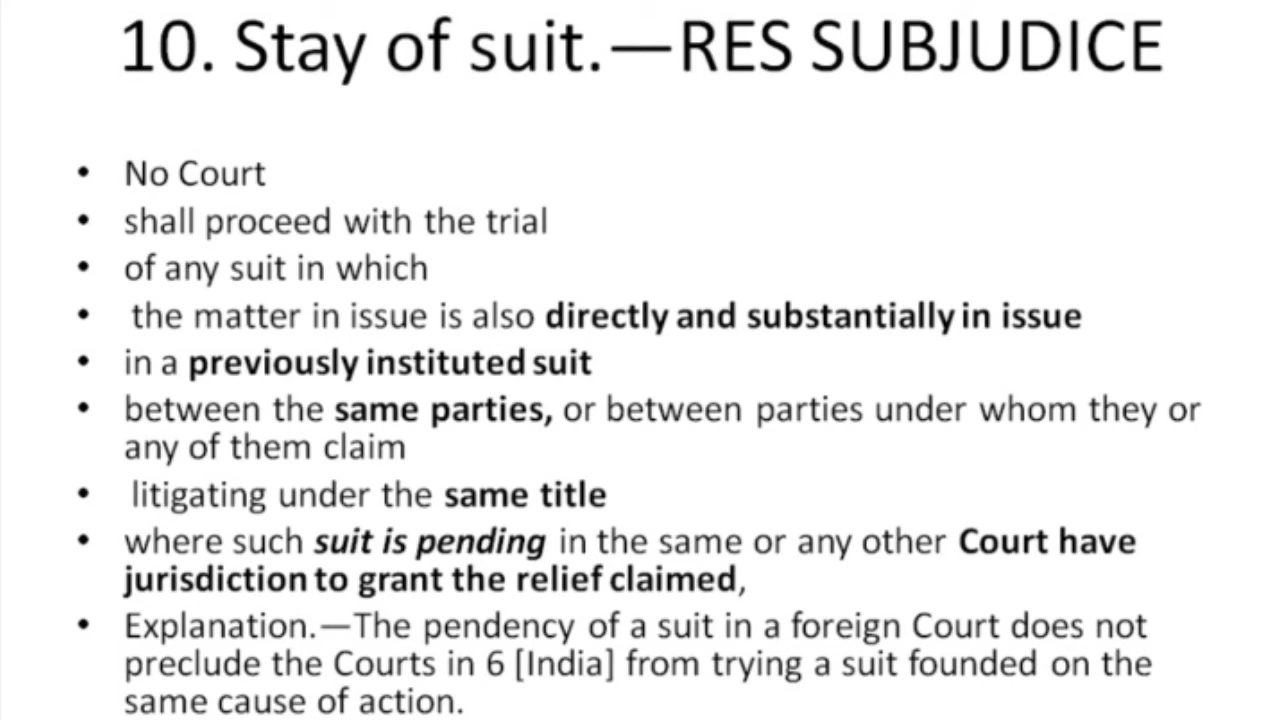 10. Stay of suit.—RES SUBJUDICE
• No Court
• shall proceed with the trial
• of any suit in which
• the matter in issue is also directly and substantially in issue
• in a previously instituted suit
• between the same parties, or between parties under whom they or
any of them claim
• litigating under the same title
• where such suit is pending in the same or any other Court have
jurisdiction to grant the relief claimed,
• Explanation.—The pendency of a suit in a foreign Court does not
preclude the Courts in 6 [India] from trying a suit founded on the
same cause of action.